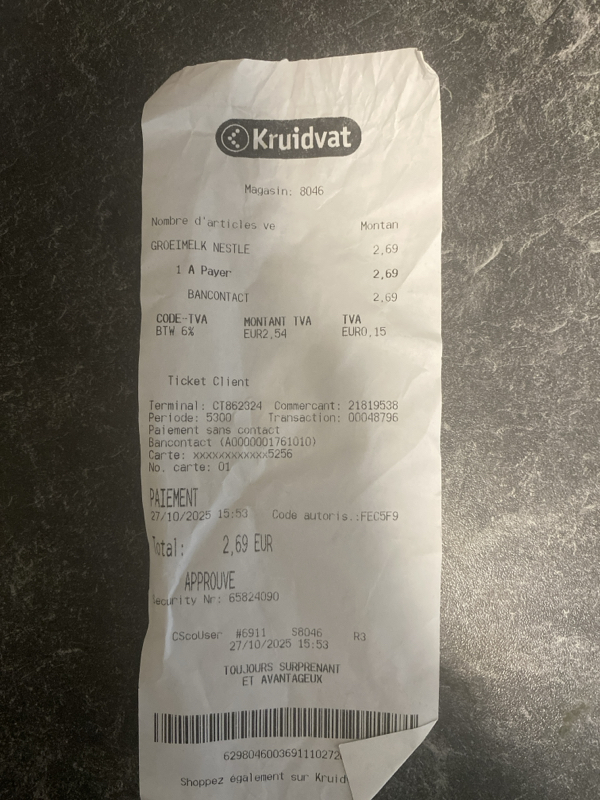 Kruidvat
Magasin: 8046
Nombre d'articles ve Montan
GROEIMELK NESTLE 2,69
1 A Payer 2,69
BANCONTACT 2,69
CODE-TVA MONTANT TVA TVA
BTW 6% EUR2,54 EUR0,15
Ticket Client
Terminal: CT862324 Commercant: 21819538
Periode: 5300 Transaction: 00048796
Paiement sans contact
Bancontact (A0000001761010)
Carte: xxxxxxxxxxxx5256
No. carte: 01
PAIEMENT
27/10/2025 15:53 Code autoris.:FEC5F9
Total: 2,69 EUR
APPROUVE
Security Nr: 65824090
CScoUser #6911 S8046 R3
27/10/2025 15:53
TOUJOURS SURPRENANT
ET AVANTAGEUX
Shoppez également sur Kruid